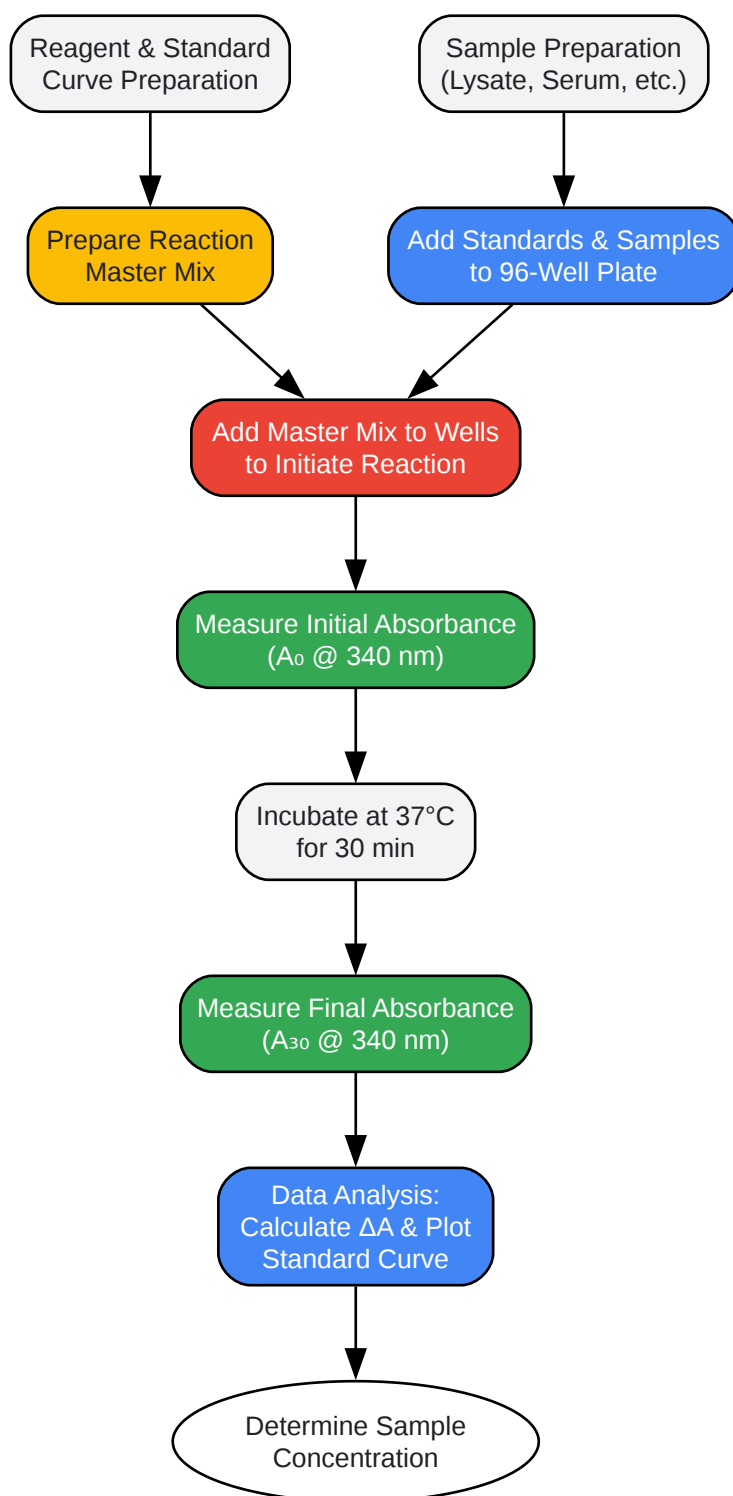 Reagent & Standard
Curve Preparation
Sample Preparation
(Lysate, Serum, etc.)
Prepare Reaction
Master Mix
Add Standards & Samples
to 96-Well Plate
Add Master Mix to Wells
to Initiate Reaction
Measure Initial Absorbance
(A₀ @ 340 nm)
Incubate at 37°C
for 30 min
Measure Final Absorbance
(A₃₀ @ 340 nm)
Data Analysis:
Calculate ΔA & Plot
Standard Curve
Determine Sample
Concentration